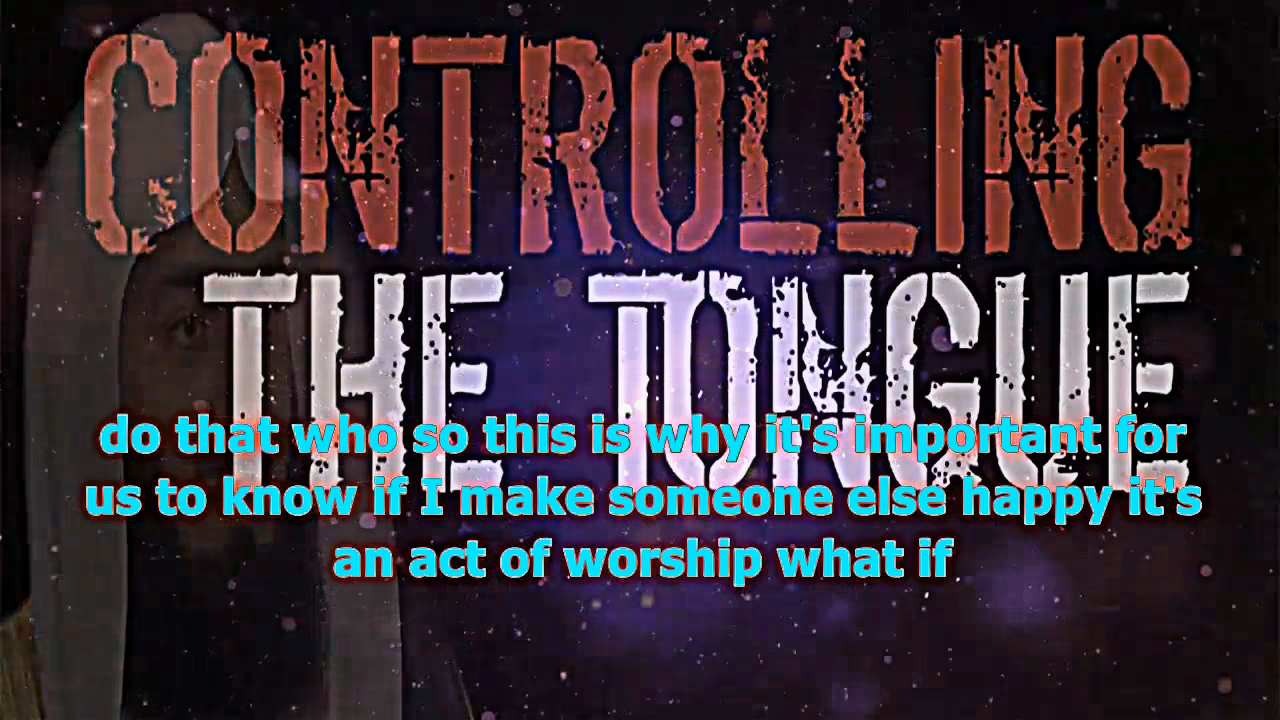 CONTROLLING
THE TONGUE
do that who so this is why it's important for
us to know if I make someone else happy it's
an act of worship what if